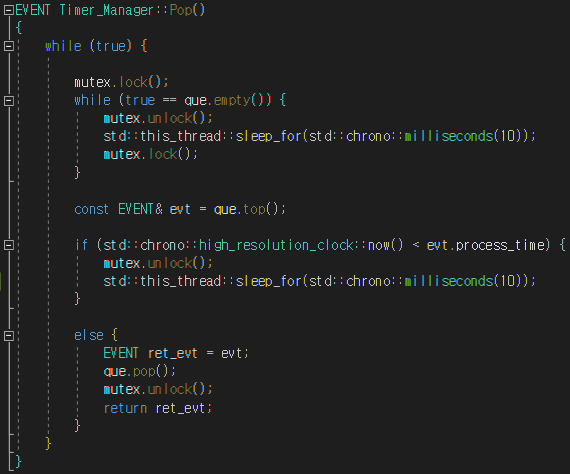 EVENT Timer_Manager::Pop()
{
while (true) {
mutex.lock();
while (true == que.empty()) {
mutex.unlock();
std::this_thread::sleep_for(std::chrono::milliseconds(10));
mutex.lock();
}
const EVENT& evt = que.top();
if (std::chrono::high_resolution_clock::now() < evt.process_time) {
mutex.unlock();
std::this_thread::sleep_for(std::chrono::milliseconds(10));
}
else {
EVENT ret_evt = evt;
que.pop();
mutex.unlock();
return ret_evt;
}
}
}